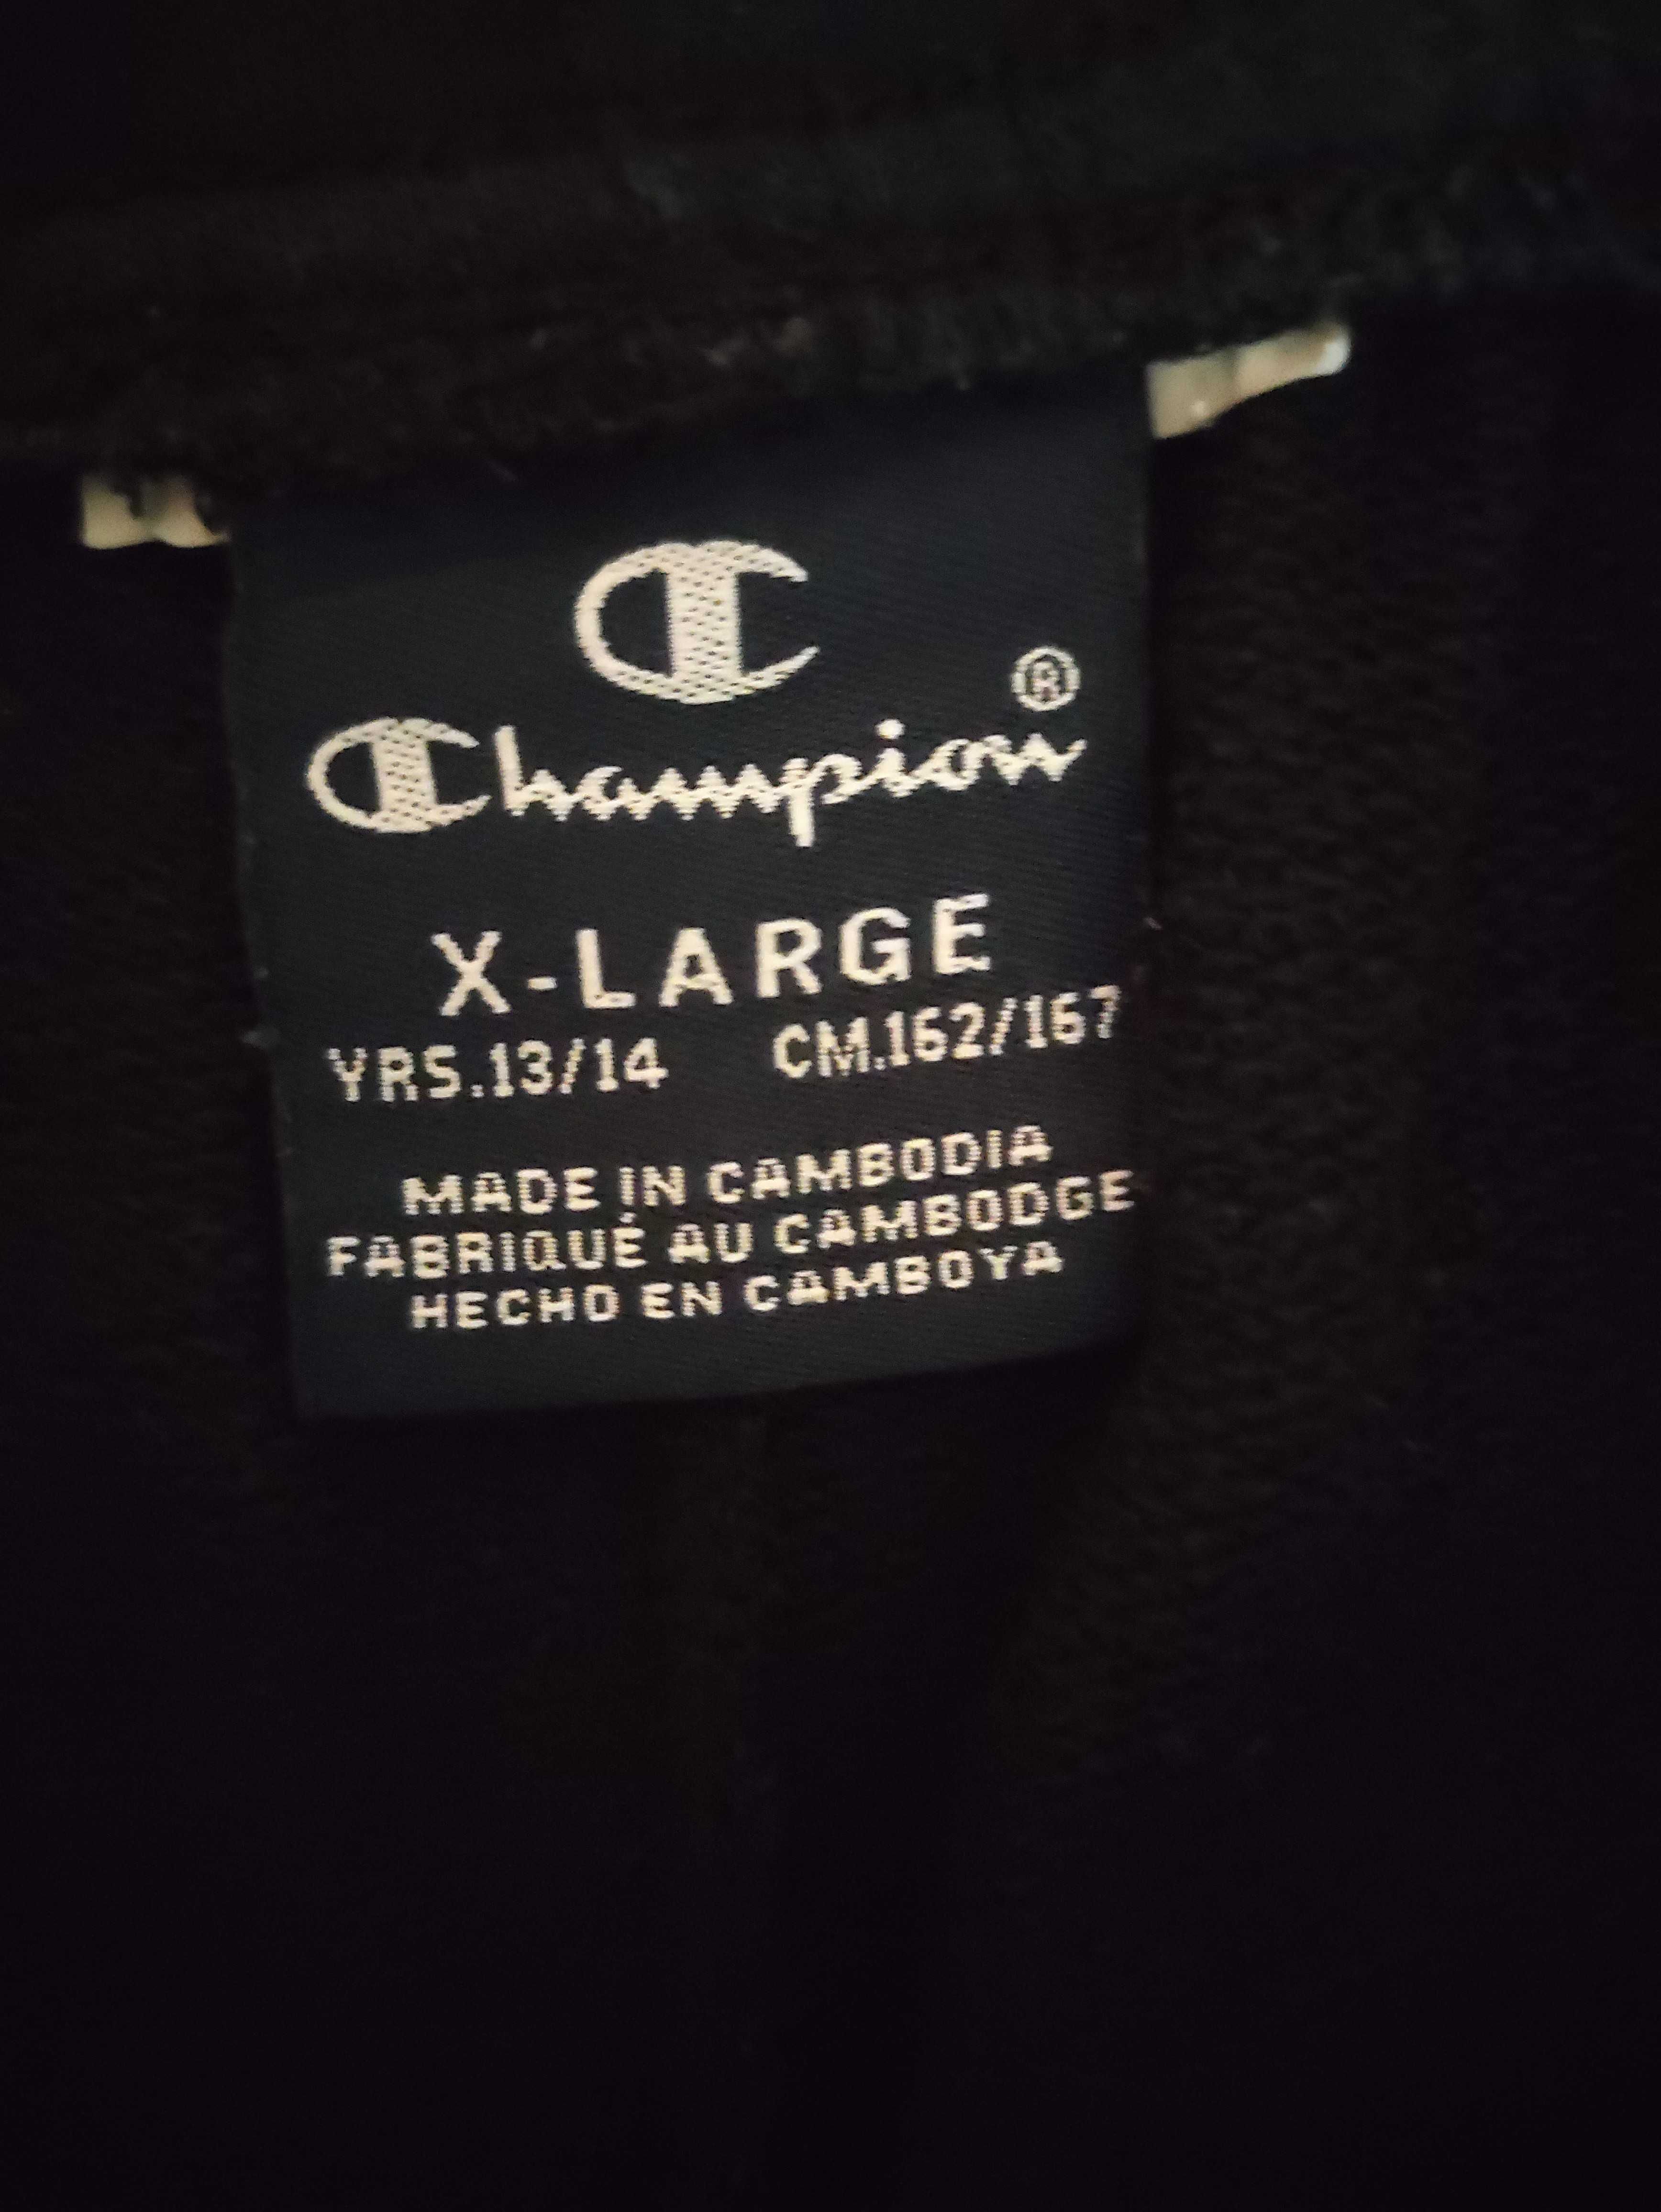 C
Champion®
X-LARGE
YRS.13/14 CM.162/167
MADE IN CAMBODIA
FABRIQUÉ AU CAMBODGE
HECHO EN CAMBOYA